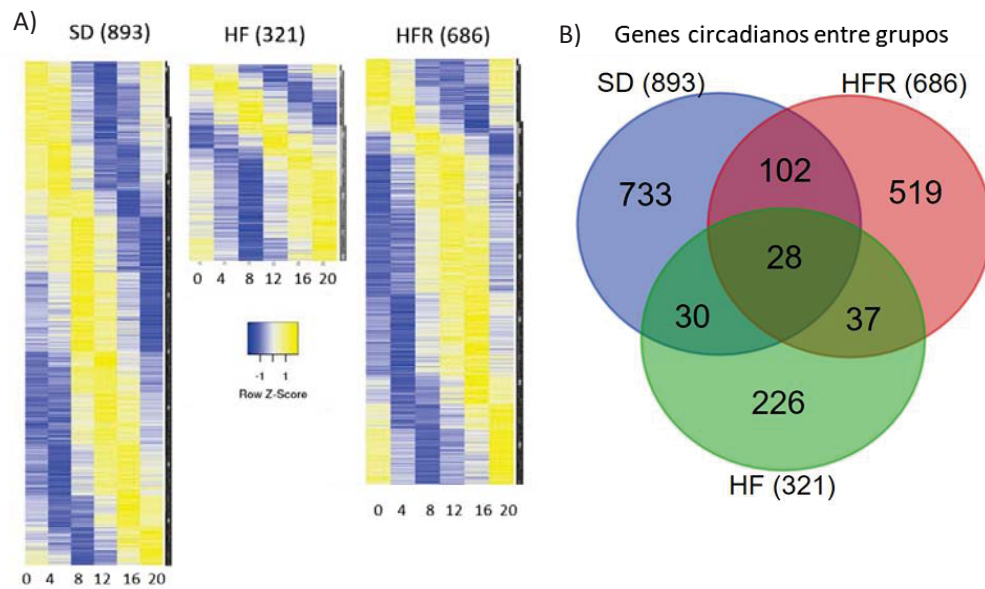 A)
SD (893)
HF (321)
HFR (686)
0 4 8 12 16 20
0 4 8 12 16 20
0 4 8 12 16 20
-1 1
Row Z-Score
B)
Genes circadianos entre grupos
SD (893)
HFR (686)
733
102
519
28
30
37
226
HF (321)